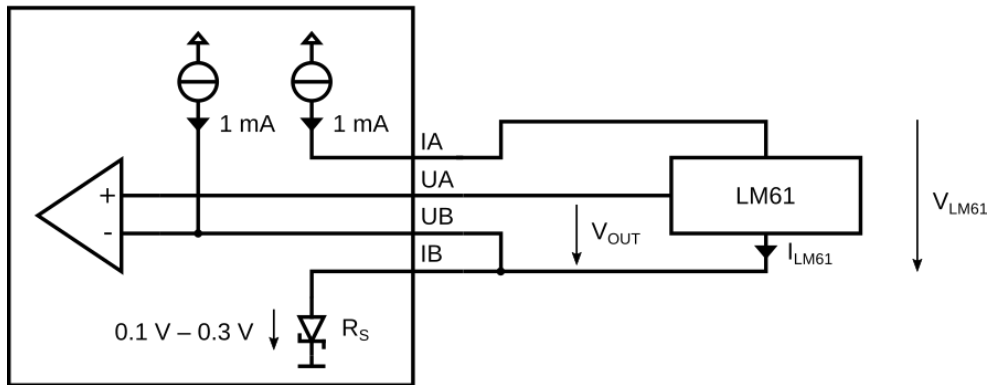 1 mA
1 mA
IA
UA
UB
IB
+
-
LM61
V_LM61
V_OUT
I_LM61
0.1 V – 0.3 V
R_S